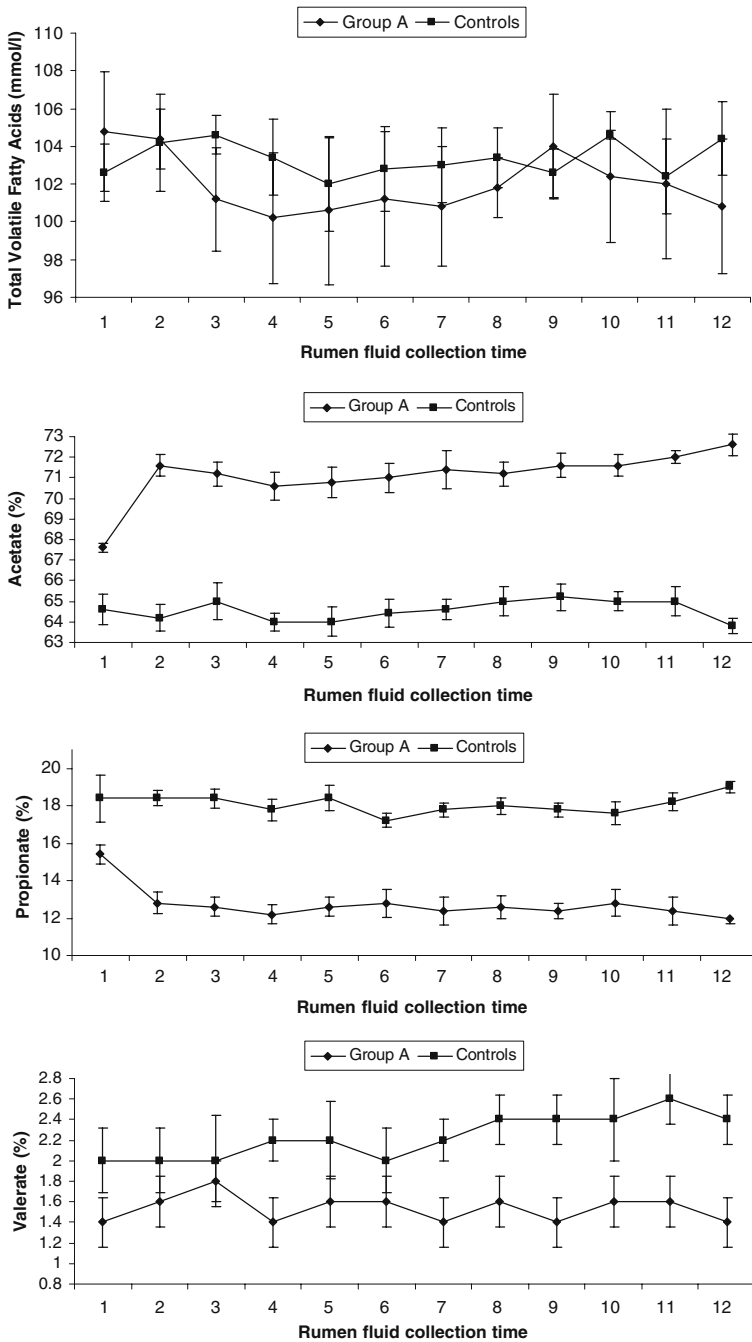 Group A Controls
Total Volatile Fatty Acids (mmol/l)
110
108
106
104
102
100
98
96
1 2 3 4 5 6 7 8 9 10 11 12
Rumen fluid collection time
Group A Controls
Acetate (%)
73
72
71
70
69
68
67
66
65
64
63
1 2 3 4 5 6 7 8 9 10 11 12
Rumen fluid collection time
Group A Controls
Propionate (%)
20
18
16
14
12
10
1 2 3 4 5 6 7 8 9 10 11 12
Rumen fluid collection time
Group A Controls
Valerate (%)
2.8
2.6
2.4
2.2
2
1.8
1.6
1.4
1.2
1
0.8
1 2 3 4 5 6 7 8 9 10 11 12
Rumen fluid collection time